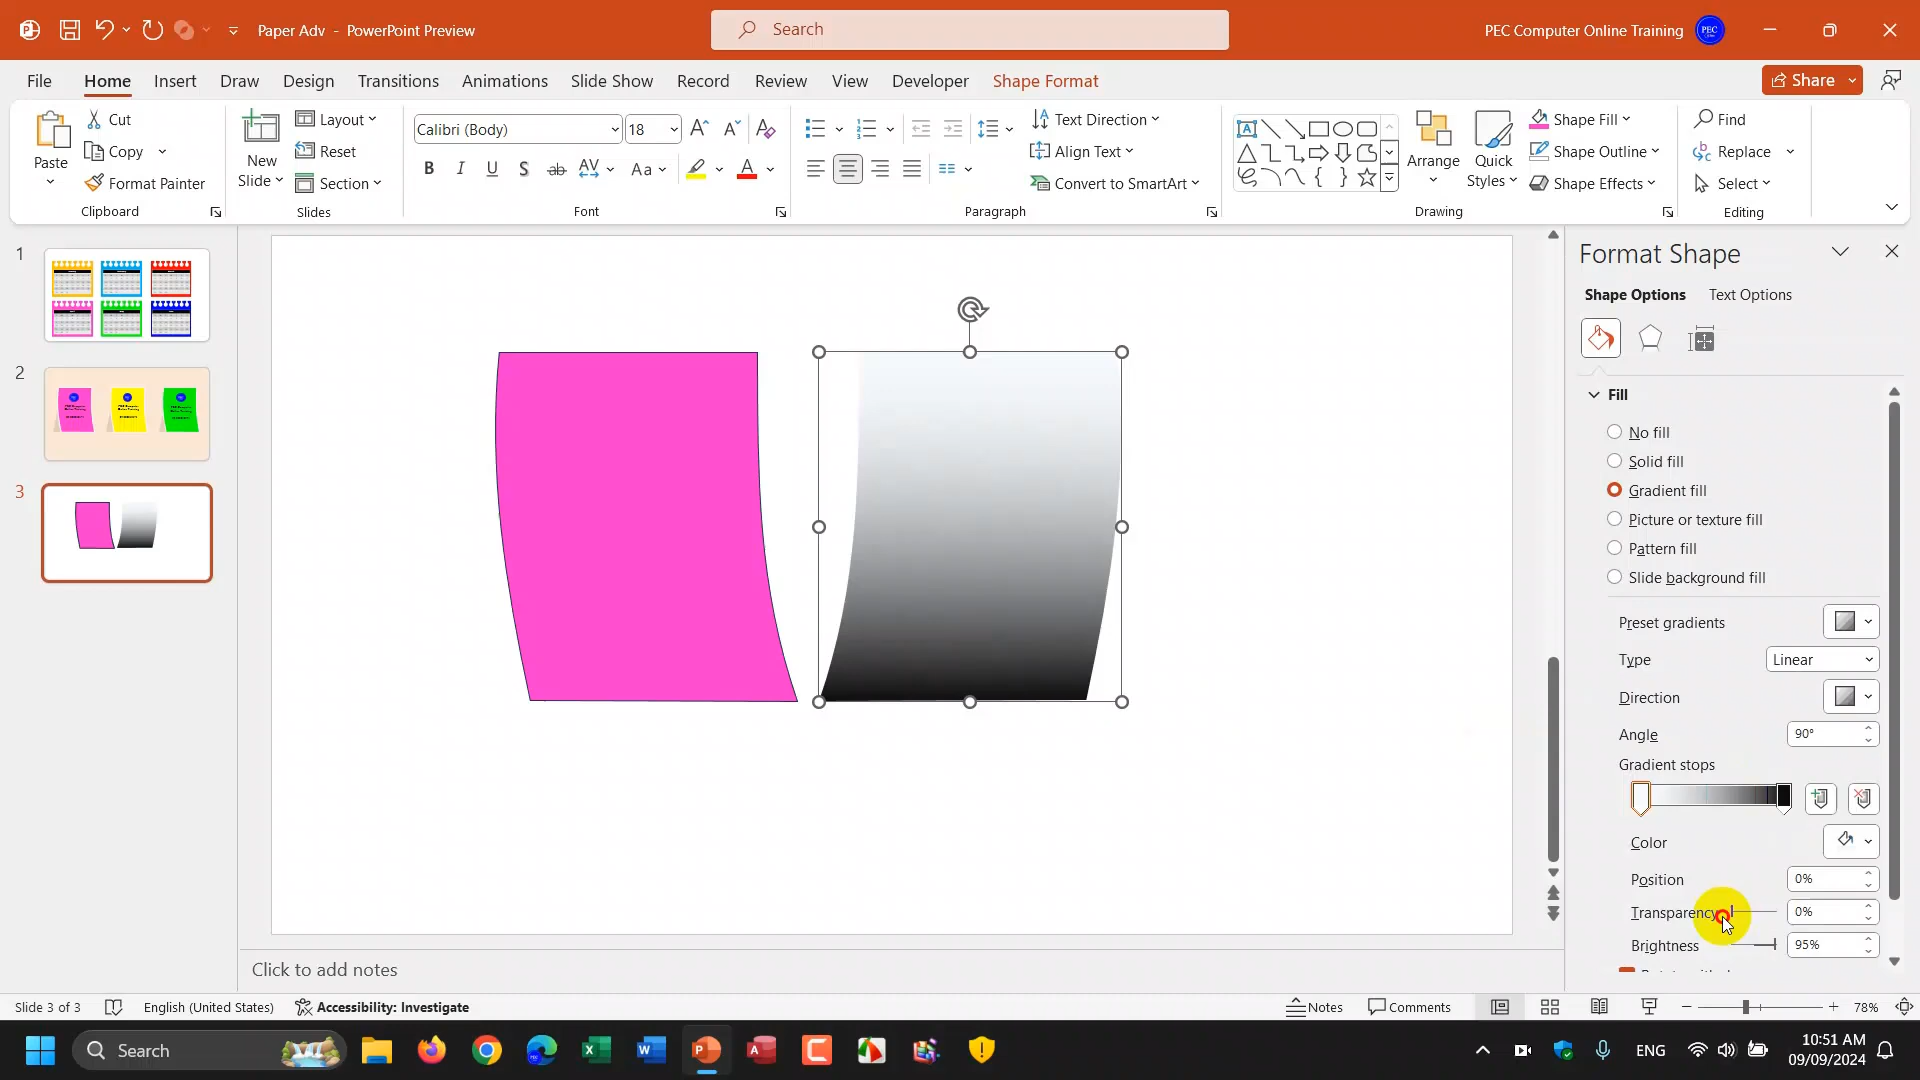 Paper Adv - PowerPoint Preview
Search
PEC Computer Online Training
PEC
File Home Insert Draw Design Transitions Animations Slide Show Record Review View Developer Shape Format
Share
Paste
Cut
Copy
Format Painter
Clipboard
New Slide
Layout
Reset
Section
Slides
Calibri (Body) 18
Font
Paragraph
Text Direction
Align Text
Convert to SmartArt
Arrange
Quick Styles
Shape Fill
Shape Outline
Shape Effects
Drawing
Find
Replace
Select
Editing
1
2
3
Format Shape
Shape Options Text Options
Fill
No fill
Solid fill
Gradient fill
Picture or texture fill
Pattern fill
Slide background fill
Preset gradients
Type Linear
Direction
Angle 90°
Gradient stops
Color
Position 0%
Transparency 0%
Brightness 95%
Click to add notes
Slide 3 of 3 English (United States) Accessibility: Investigate Notes Comments 78%
Search
ENG
10:51 AM
09/09/2024